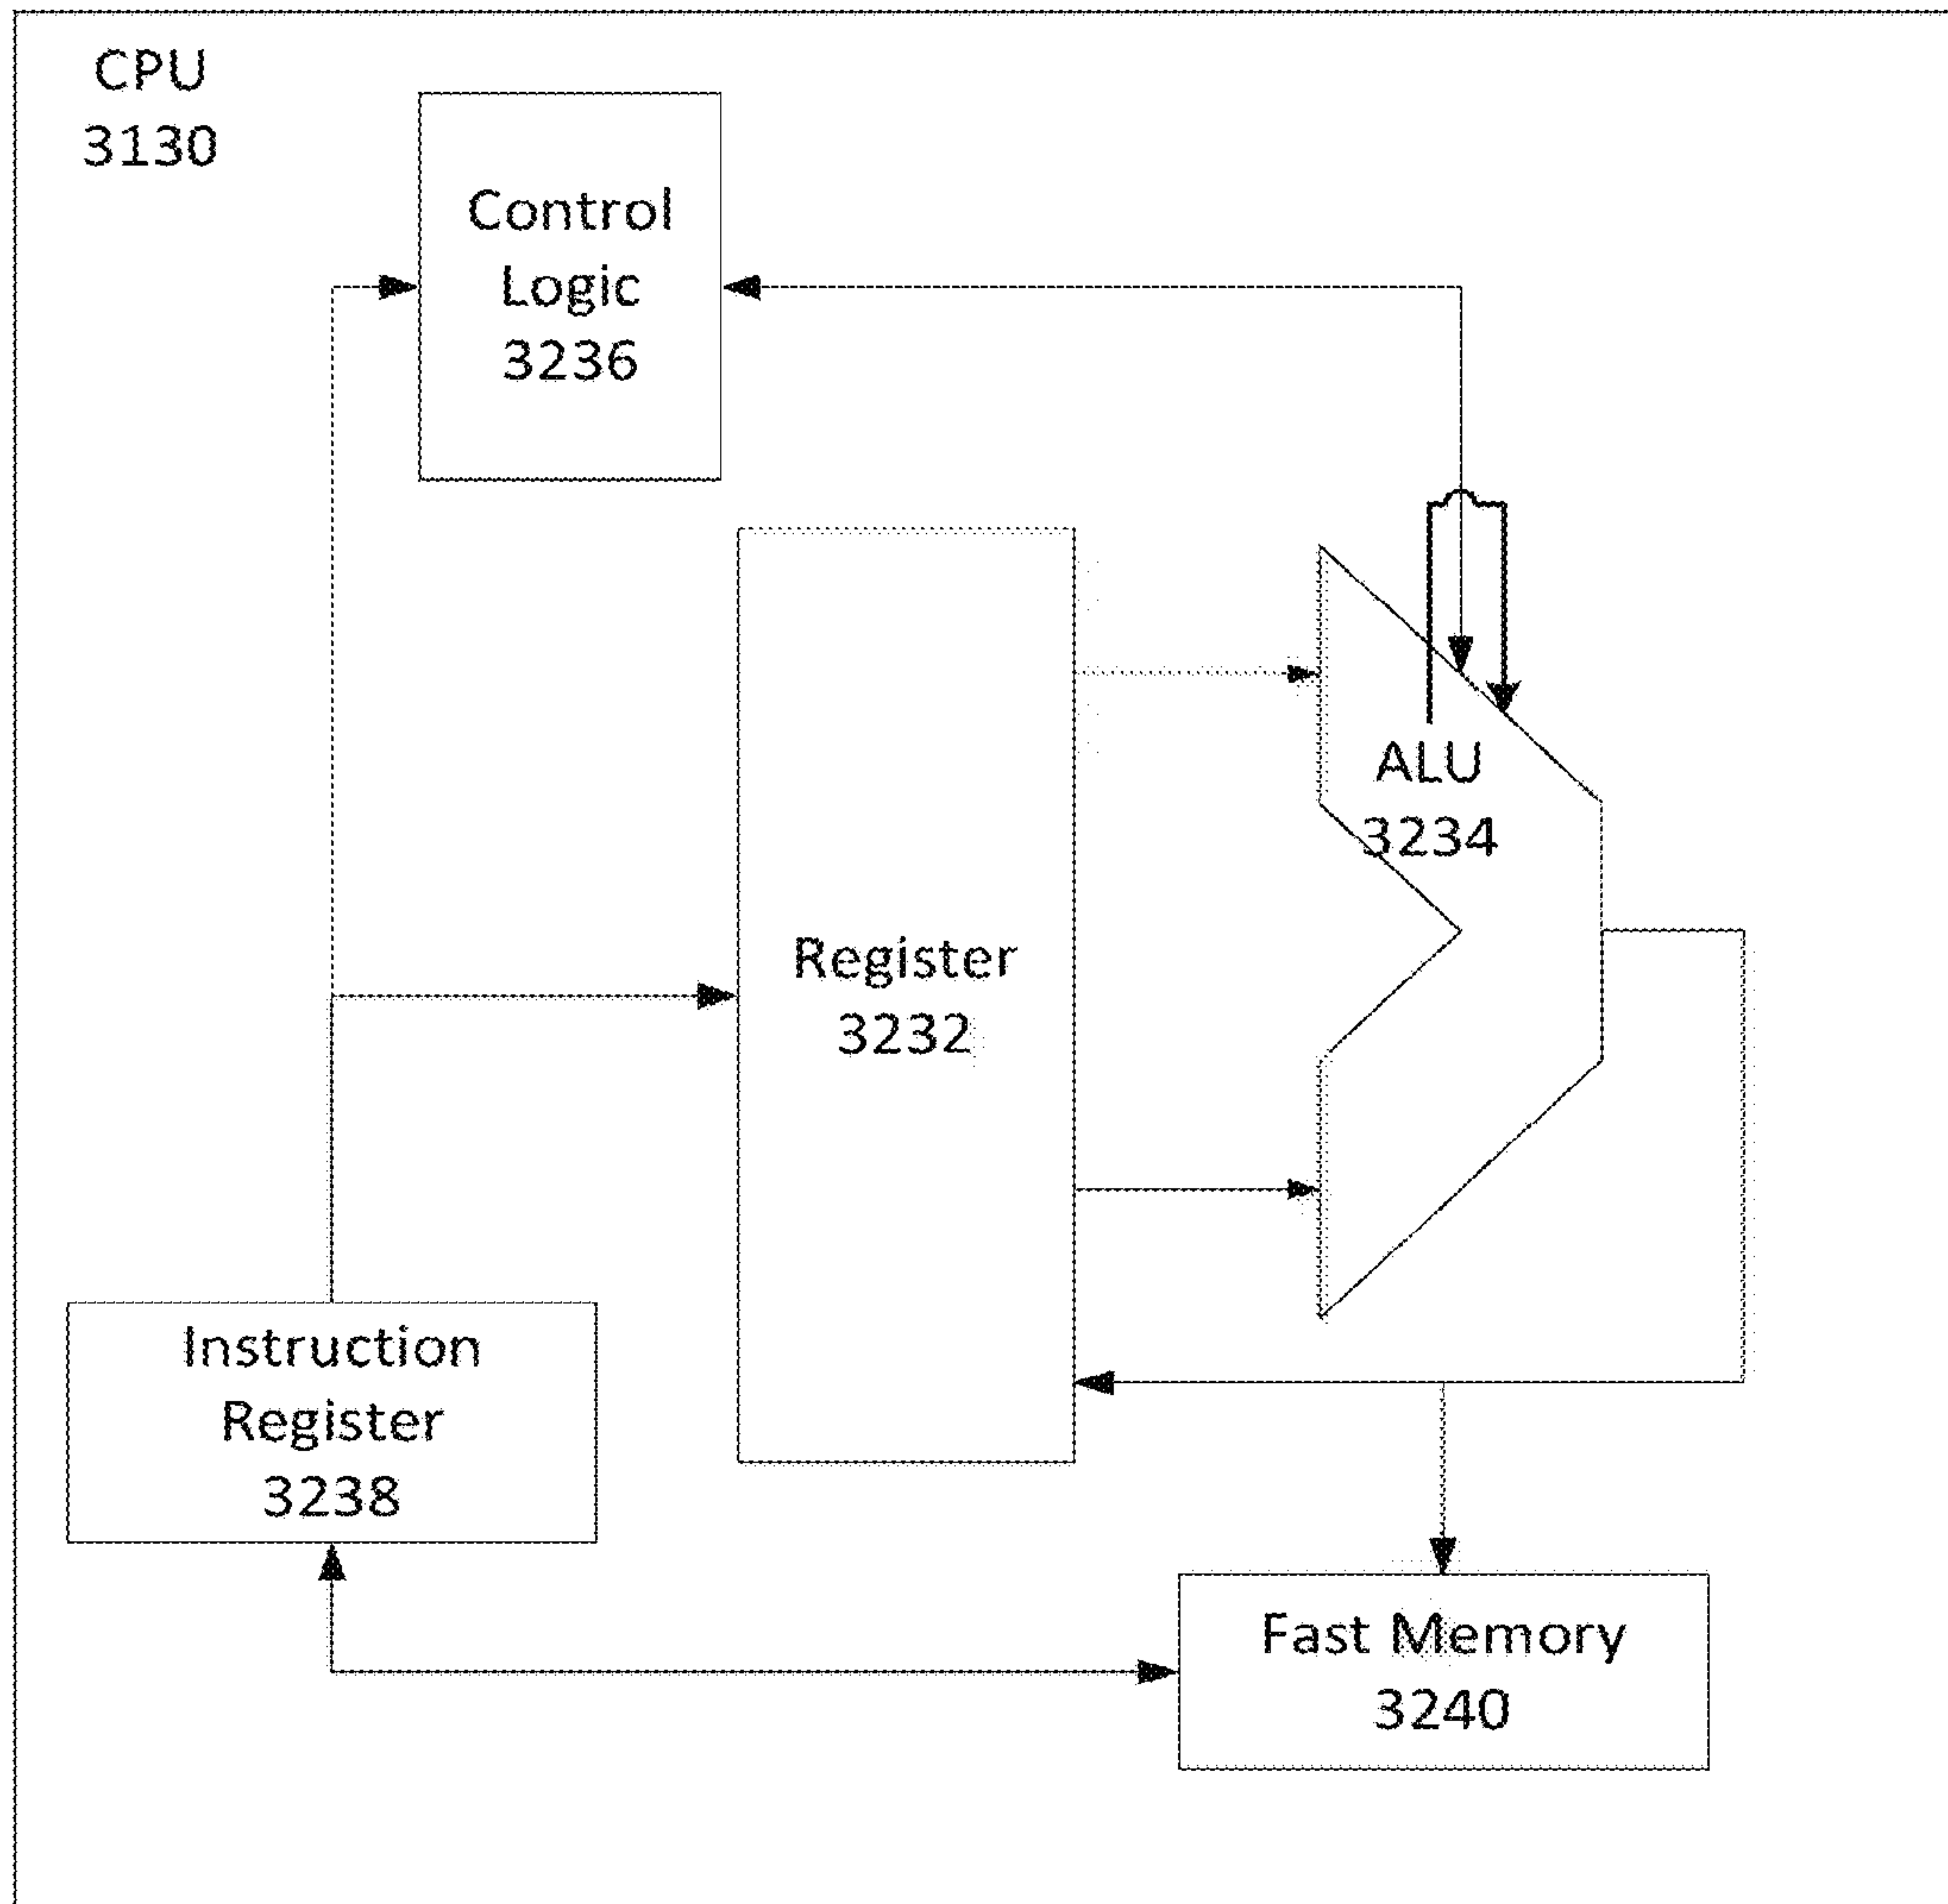 CPU
3130
Control
Logic
3236
ALU
3234
Register
3232
Instruction
Register
3238
Fast Memory
3240